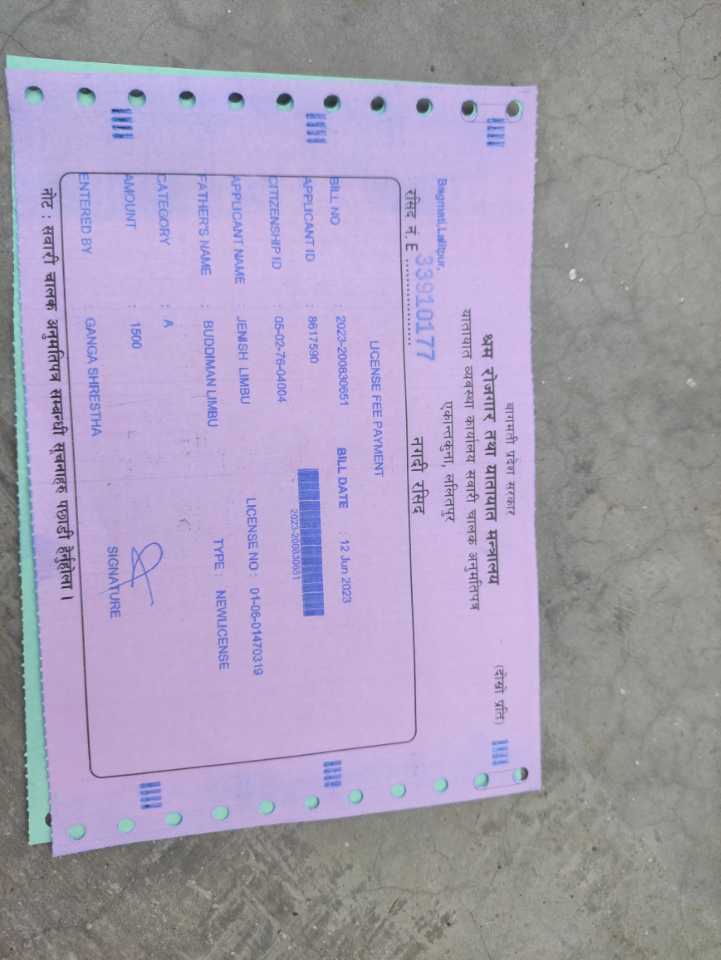 बागमती प्रदेश सरकार
श्रम रोजगार तथा यातायात मन्त्रालय
(दोस्रो प्रति)
यातायात व्यवस्था कार्यालय सवारी चालक अनुमतिपत्र
एकान्तकुना, ललितपुर
Bagmati, Lalitpur,
रसिद नं. E 33910177
नगदी रसिद
LICENSE FEE PAYMENT
BILL NO : 2023-200830651 BILL DATE : 12 Jun 2023
APPLICANT ID : 8617590
2023-200830651
CITIZENSHIP ID : 05-02-76-04004
APPLICANT NAME : JENISH LIMBU LICENSE NO : 01-06-01470319
FATHER'S NAME : BUDDIMAN LIMBU TYPE : NEWLICENSE
CATEGORY : A
AMOUNT : 1500
ENTERED BY : GANGA SHRESTHA SIGNATURE
नोट : सवारी चालक अनुमतिपत्र सम्बन्धी सूचनाहरु पछाडी हेर्नुहोला ।